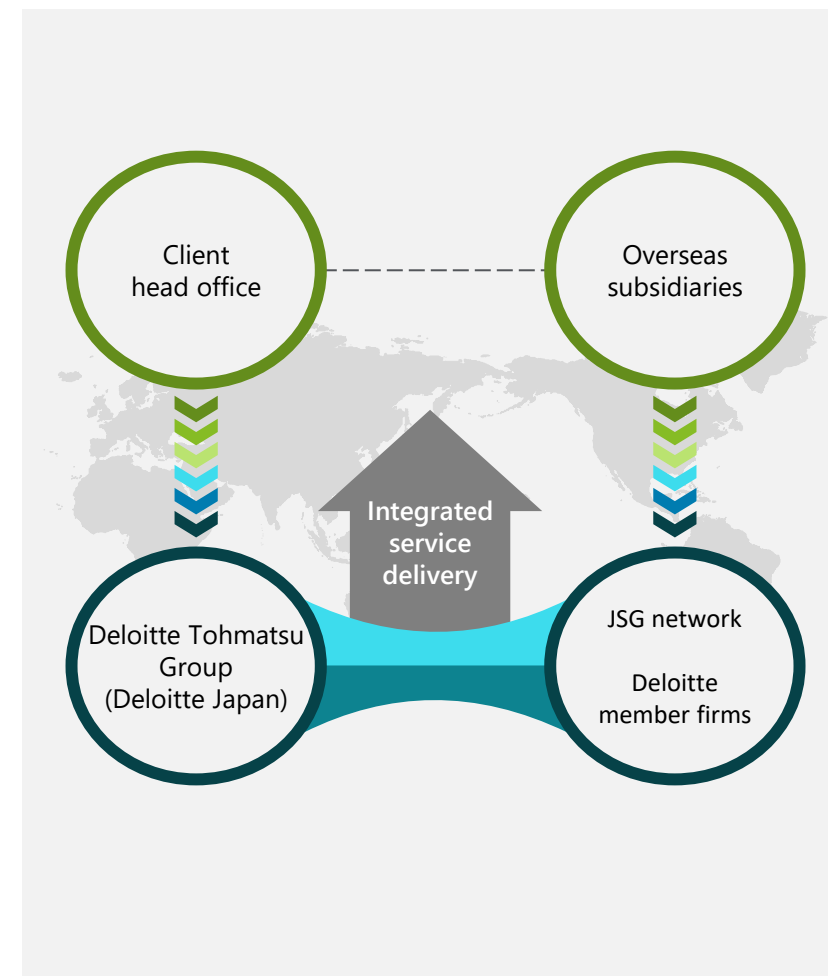 Client
head office
Overseas
subsidiaries
Integrated
service
delivery
Deloitte Tohmatsu
Group
(Deloitte Japan)
JSG network
Deloitte
member firms